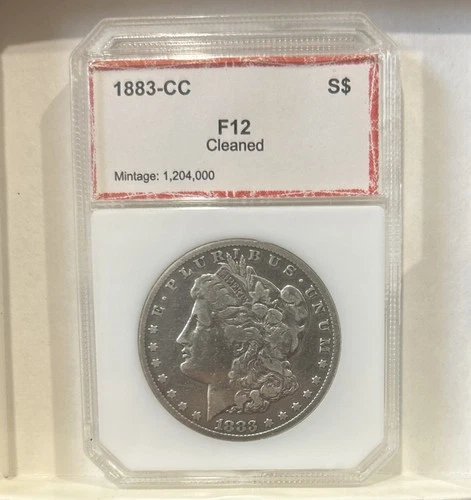 1883-CC S$
F12
Cleaned
Mintage: 1,204,000
E·PLURIBUS·UNUM
1883